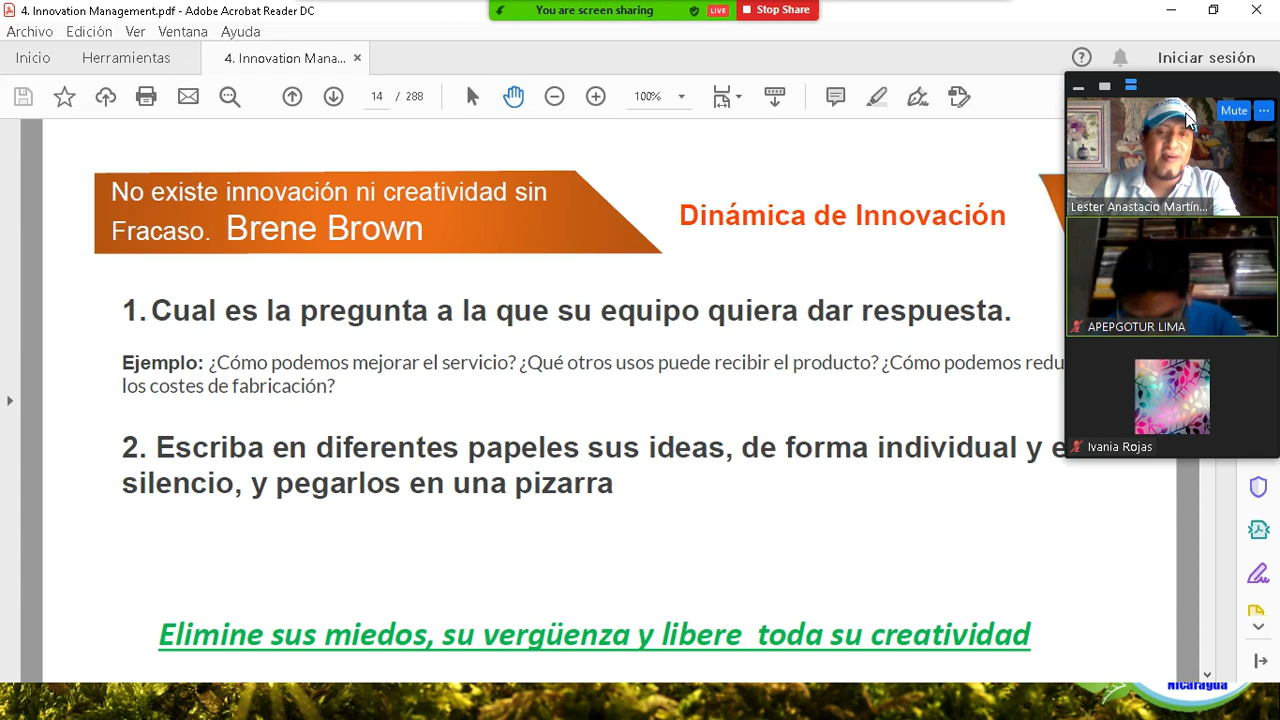 4. Innovation Management.pdf - Adobe Acrobat Reader DC
You are screen sharing
LIVE
Stop Share
Archivo Edición Ver Ventana Ayuda
Inicio Herramientas 4. Innovation Mana... ×
Iniciar sesión
14 / 288 100%
Mute
Lester Anastacio Martín...
APEPGOTUR LIMA
Ivania Rojas
No existe innovación ni creatividad sin
Fracaso. Brene Brown
Dinámica de Innovación
1. Cual es la pregunta a la que su equipo quiera dar respuesta.
Ejemplo: ¿Cómo podemos mejorar el servicio? ¿Qué otros usos puede recibir el producto? ¿Cómo podemos redu
los costes de fabricación?
2. Escriba en diferentes papeles sus ideas, de forma individual y e
silencio, y pegarlos en una pizarra
Elimine sus miedos, su vergüenza y libere toda su creatividad
Nicaragua